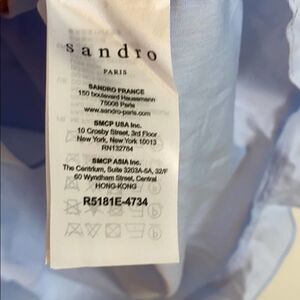 sandro
PARIS
SANDRO FRANCE
150 boulevard Haussmann
75008 Paris
www.sandro-paris.com
SMCP USA Inc.
10 Crosby Street, 3rd Floor
New York, New York 10013
RN132784
SMCP ASIA Inc.
The Centrium, Suite 3203A-5A, 32/F
60 Wyndham Street, Central
HONG-KONG
R5181E-4734